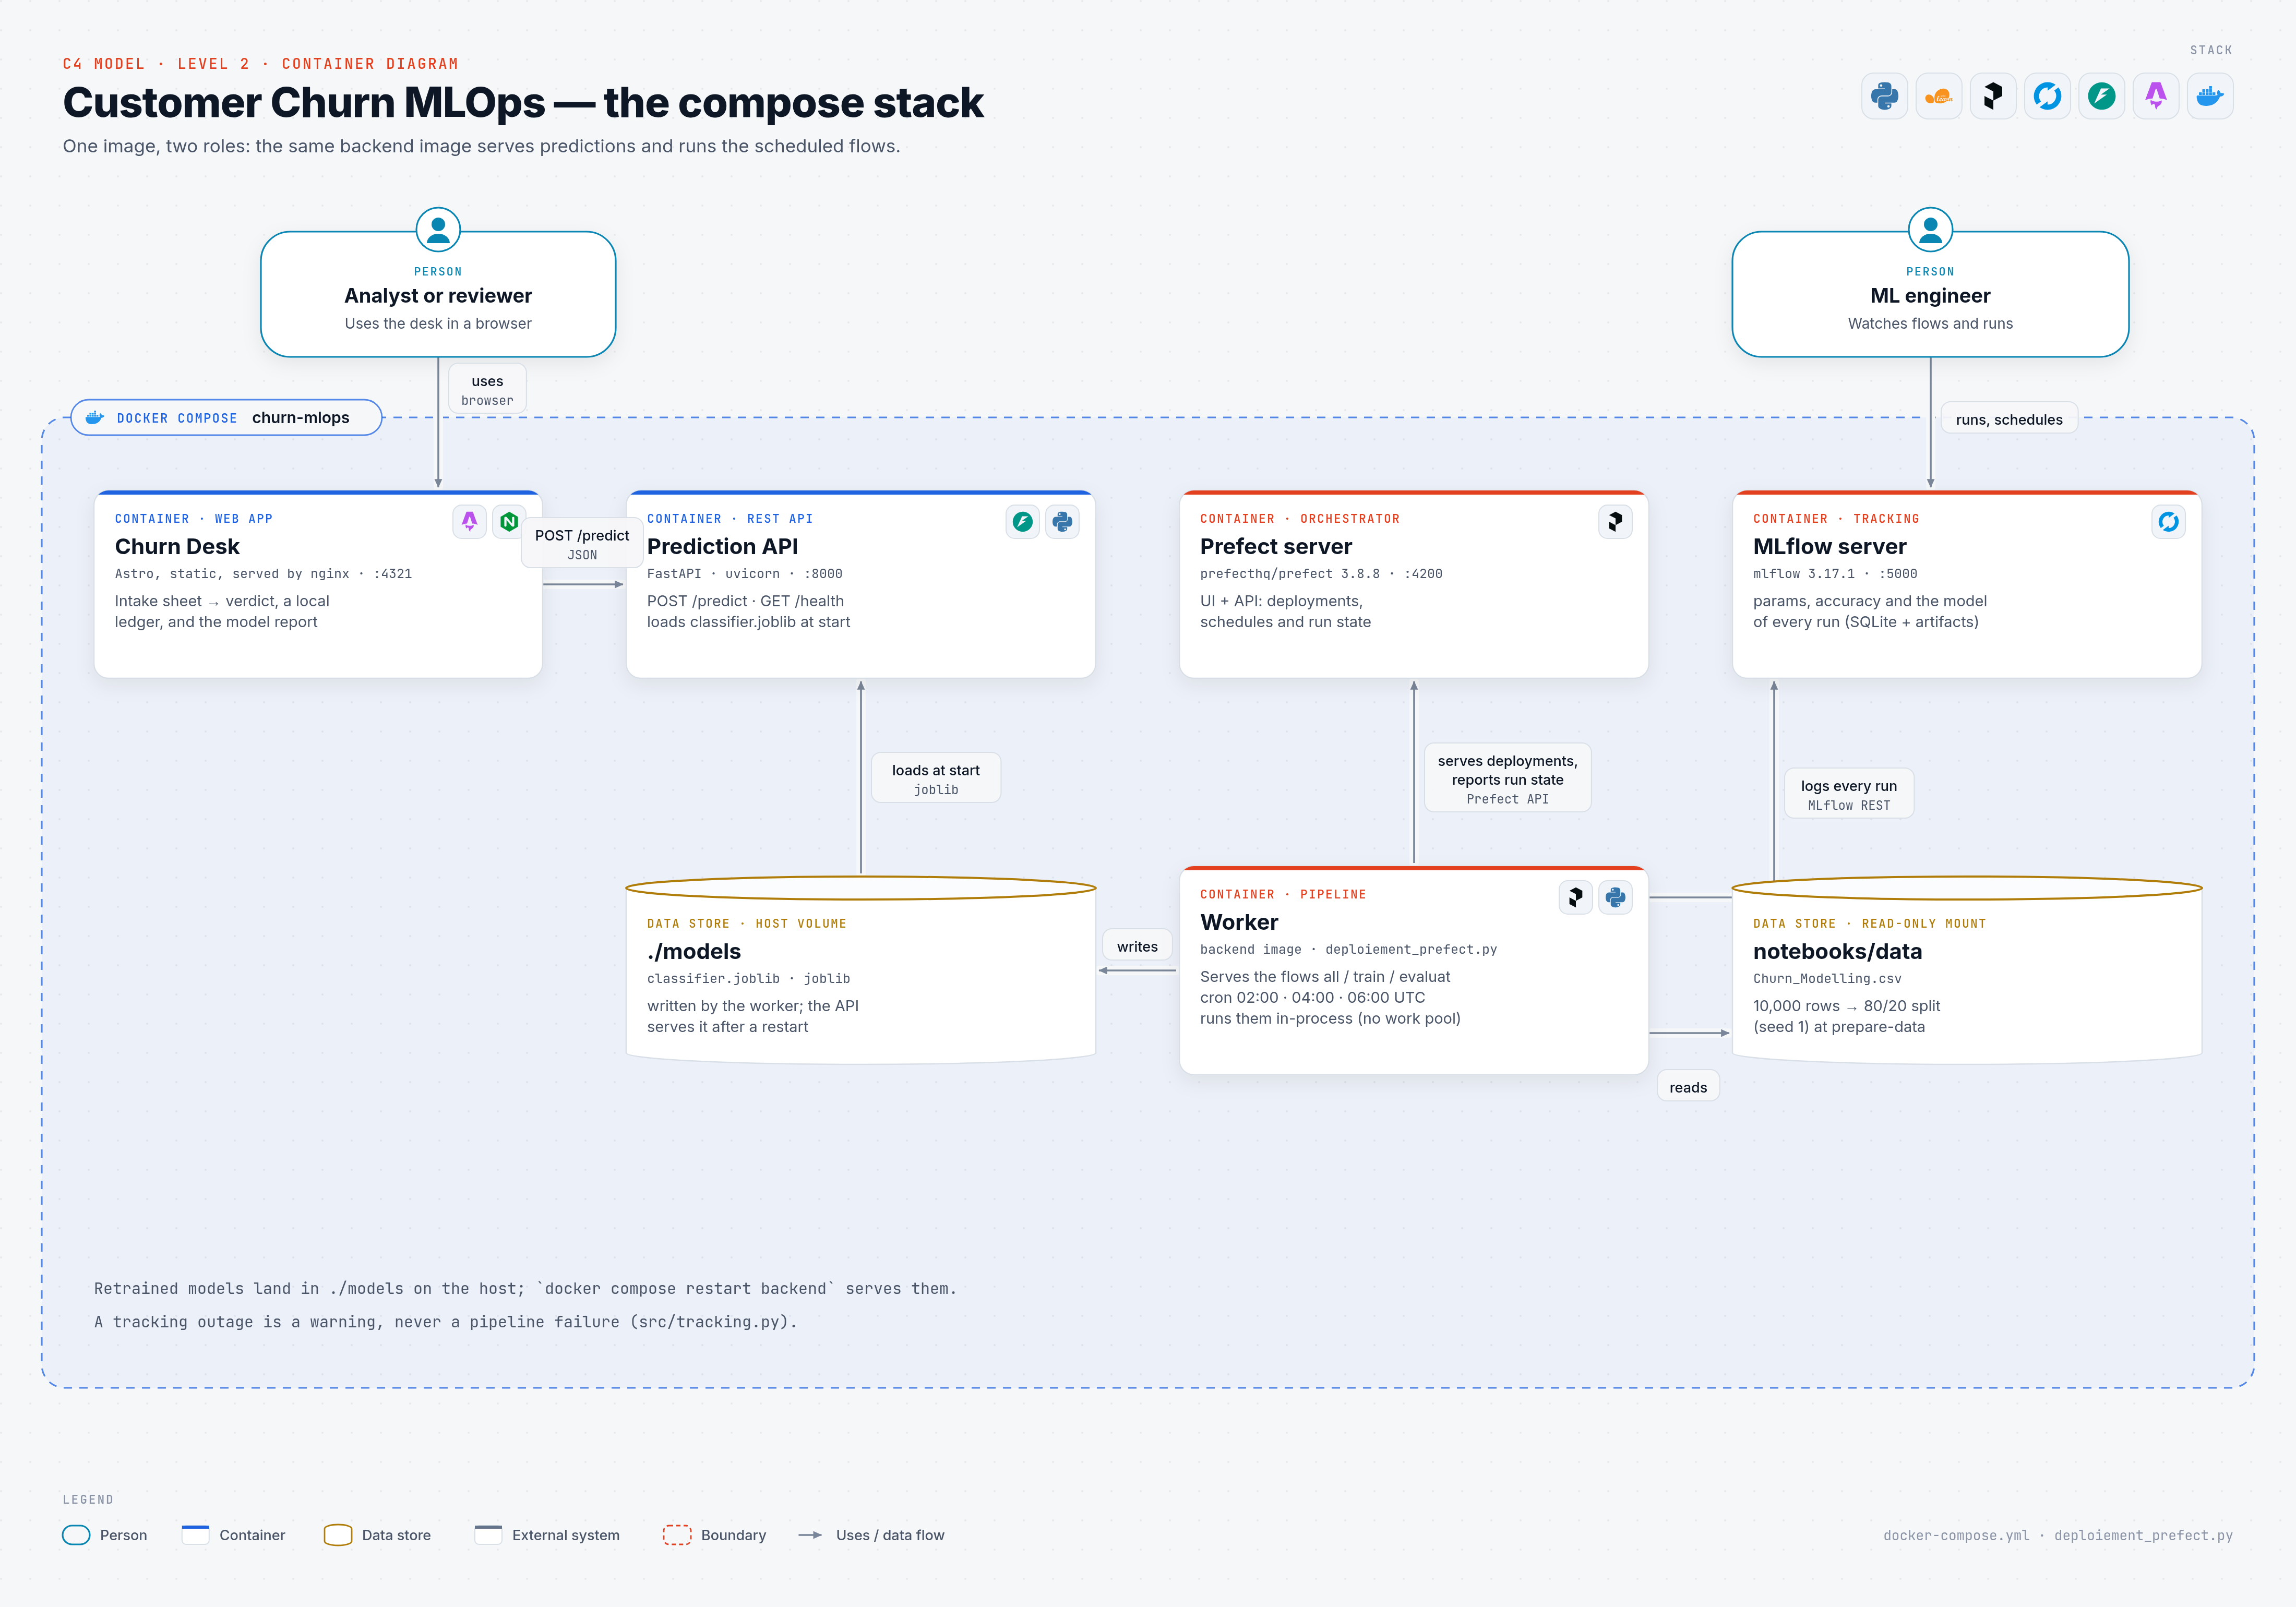 C4 MODEL · LEVEL 2 · CONTAINER DIAGRAM
STACK
Customer Churn MLOps — the compose stack
One image, two roles: the same backend image serves predictions and runs the scheduled flows.
PERSON
Analyst or reviewer
Uses the desk in a browser
PERSON
ML engineer
Watches flows and runs
uses
browser
DOCKER COMPOSE churn-mlops
runs, schedules
CONTAINER · WEB APP
Churn Desk
Astro, static, served by nginx · :4321
Intake sheet → verdict, a local
ledger, and the model report
POST /predict
JSON
CONTAINER · REST API
Prediction API
FastAPI · uvicorn · :8000
POST /predict · GET /health
loads classifier.joblib at start
CONTAINER · ORCHESTRATOR
Prefect server
prefecthq/prefect 3.8.8 · :4200
UI + API: deployments,
schedules and run state
CONTAINER · TRACKING
MLflow server
mlflow 3.17.1 · :5000
params, accuracy and the model
of every run (SQLite + artifacts)
loads at start
joblib
serves deployments,
reports run state
Prefect API
logs every run
MLflow REST
DATA STORE · HOST VOLUME
./models
classifier.joblib · joblib
written by the worker; the API
serves it after a restart
writes
CONTAINER · PIPELINE
Worker
backend image · deploiement_prefect.py
Serves the flows all / train / evaluat
cron 02:00 · 04:00 · 06:00 UTC
runs them in-process (no work pool)
reads
DATA STORE · READ-ONLY MOUNT
notebooks/data
Churn_Modelling.csv
10,000 rows → 80/20 split
(seed 1) at prepare-data
Retrained models land in ./models on the host; `docker compose restart backend` serves them.
A tracking outage is a warning, never a pipeline failure (src/tracking.py).
LEGEND
Person
Container
Data store
External system
Boundary
Uses / data flow
docker-compose.yml · deploiement_prefect.py